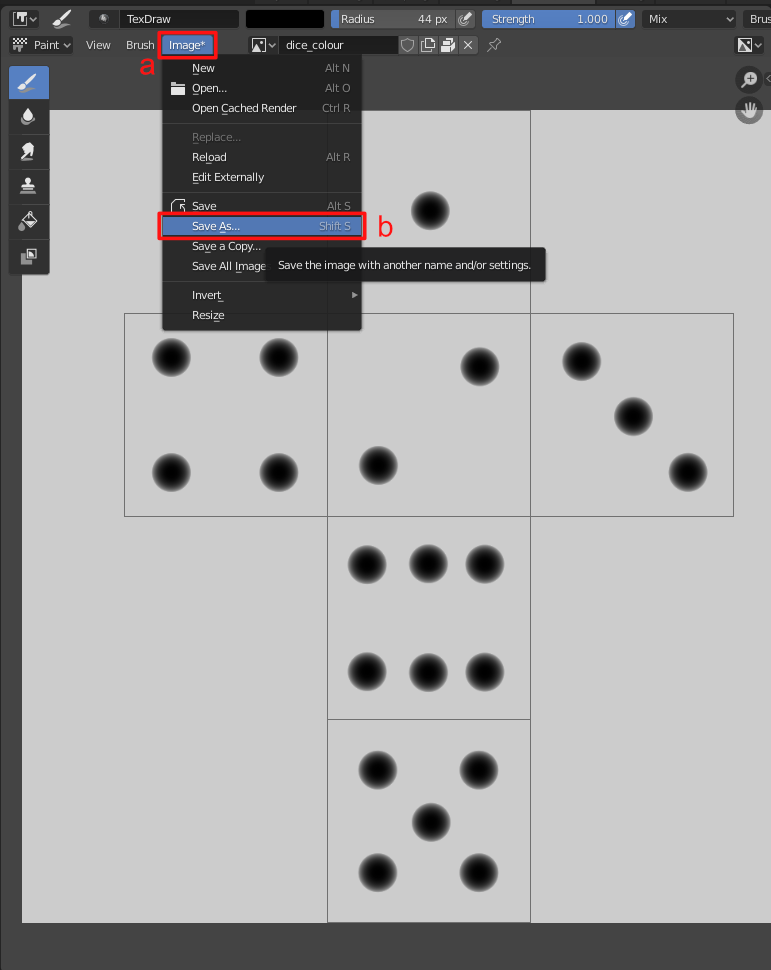 TexDraw Radius 44 px Strength 1.000 Mix Brus
Paint View Brush Image* dice_colour
a
New Alt N
Open... Alt O
Open Cached Render Ctrl R
Replace...
Reload Alt R
Edit Externally
Save Alt S
Save As... Shift S
b
Save a Copy...
Save All Image
Save the image with another name and/or settings.
Invert
Resize